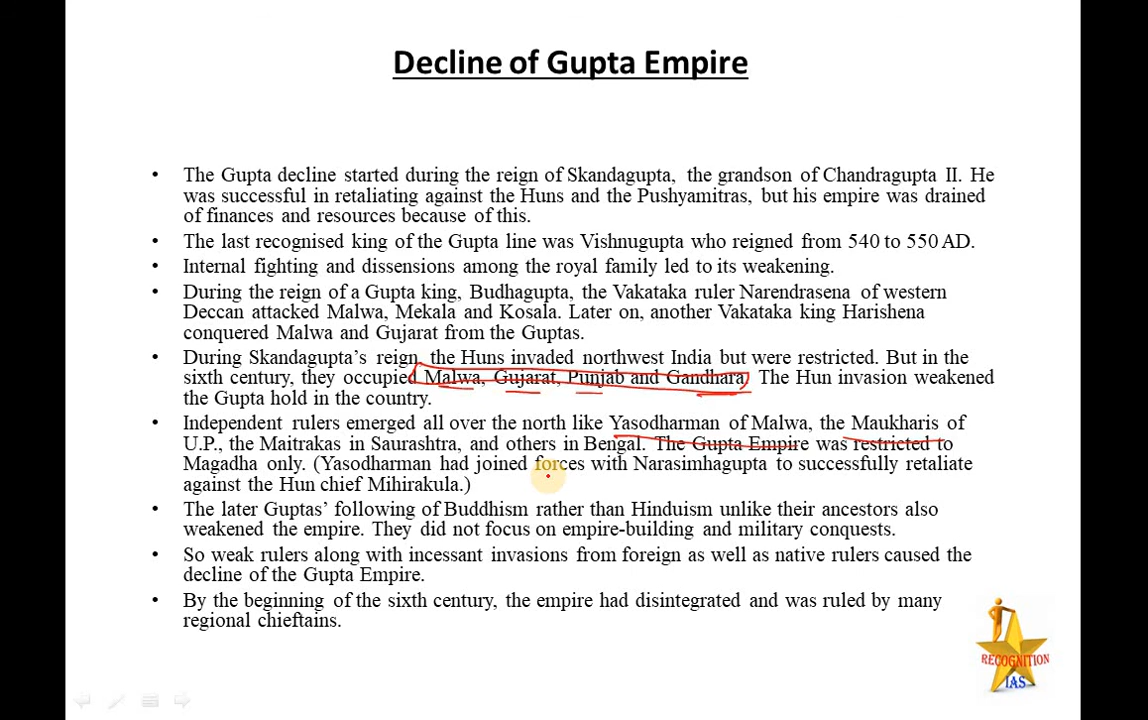 Decline of Gupta Empire
• The Gupta decline started during the reign of Skandagupta, the grandson of Chandragupta II. He
was successful in retaliating against the Huns and the Pushyamitras, but his empire was drained
of finances and resources because of this.
• The last recognised king of the Gupta line was Vishnugupta who reigned from 540 to 550 AD.
• Internal fighting and dissensions among the royal family led to its weakening.
• During the reign of a Gupta king, Budhagupta, the Vakataka ruler Narendrasena of western
Deccan attacked Malwa, Mekala and Kosala. Later on, another Vakataka king Harishena
conquered Malwa and Gujarat from the Guptas.
• During Skandagupta's reign, the Huns invaded northwest India but were restricted. But in the
sixth century, they occupied Malwa, Gujarat, Punjab and Gandhara. The Hun invasion weakened
the Gupta hold in the country.
• Independent rulers emerged all over the north like Yasodharman of Malwa, the Maukharis of
U.P., the Maitrakas in Saurashtra, and others in Bengal. The Gupta Empire was restricted to
Magadha only. (Yasodharman had joined forces with Narasimhagupta to successfully retaliate
against the Hun chief Mihirakula.)
• The later Guptas' following of Buddhism rather than Hinduism unlike their ancestors also
weakened the empire. They did not focus on empire-building and military conquests.
• So weak rulers along with incessant invasions from foreign as well as native rulers caused the
decline of the Gupta Empire.
• By the beginning of the sixth century, the empire had disintegrated and was ruled by many
regional chieftains.
RECOGNITION
IAS